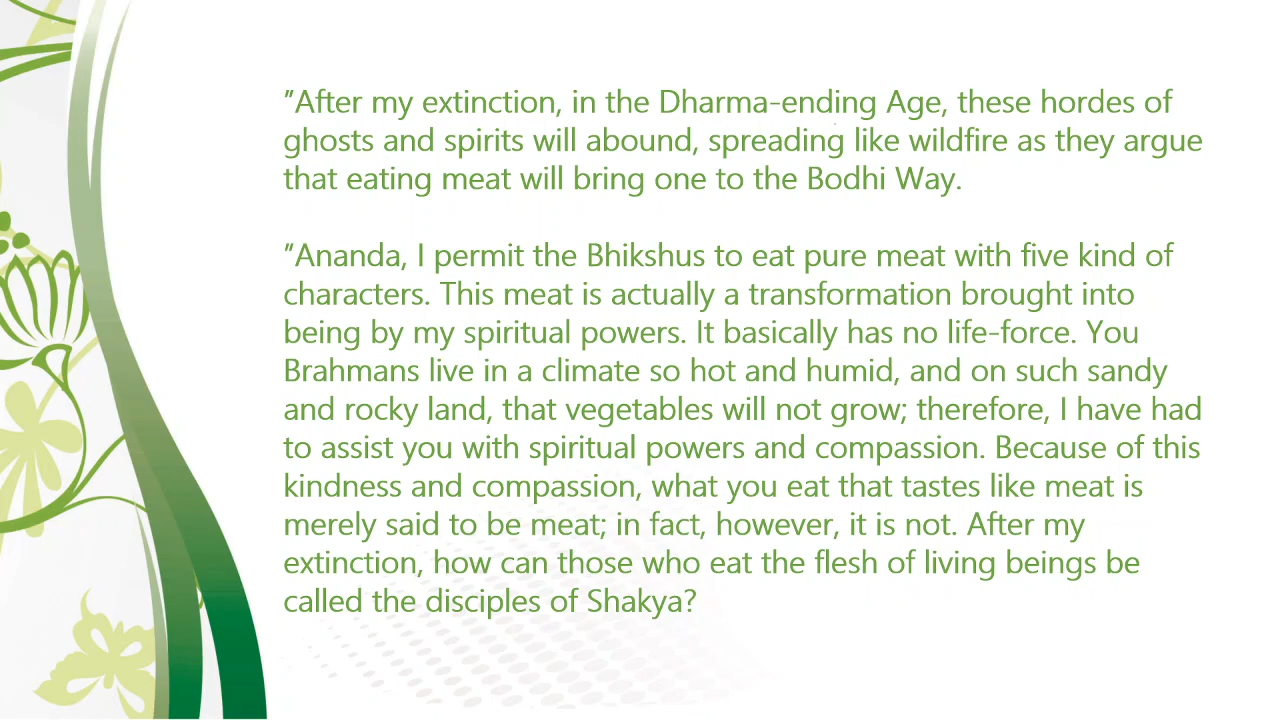 "After my extinction, in the Dharma-ending Age, these hordes of
ghosts and spirits will abound, spreading like wildfire as they argue
that eating meat will bring one to the Bodhi Way.
"Ananda, I permit the Bhikshus to eat pure meat with five kind of
characters. This meat is actually a transformation brought into
being by my spiritual powers. It basically has no life-force. You
Brahmans live in a climate so hot and humid, and on such sandy
and rocky land, that vegetables will not grow; therefore, I have had
to assist you with spiritual powers and compassion. Because of this
kindness and compassion, what you eat that tastes like meat is
merely said to be meat; in fact, however, it is not. After my
extinction, how can those who eat the flesh of living beings be
called the disciples of Shakya?